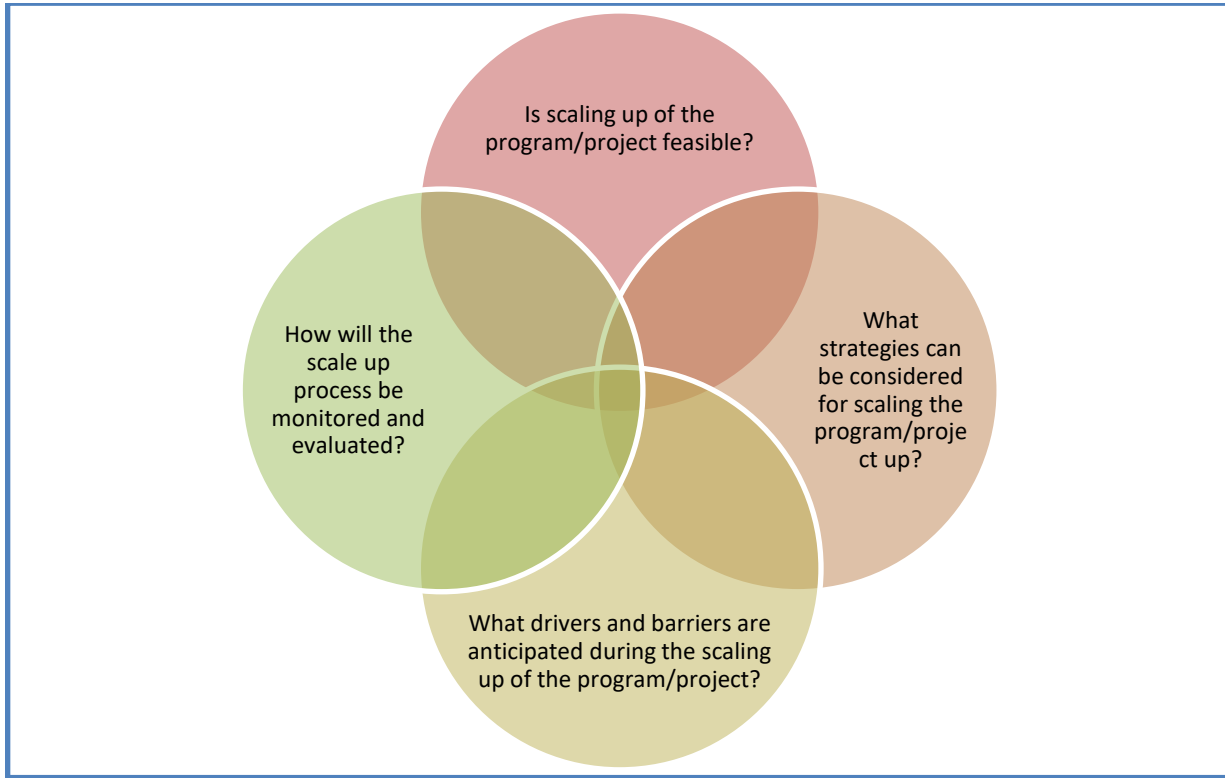 Is scaling up of the
program/project feasible?
What
strategies can
be considered
for scaling the
program/proje
ct up?
What drivers and barriers are
anticipated during the scaling
up of the program/project?
How will the
scale up
process be
monitored and
evaluated?